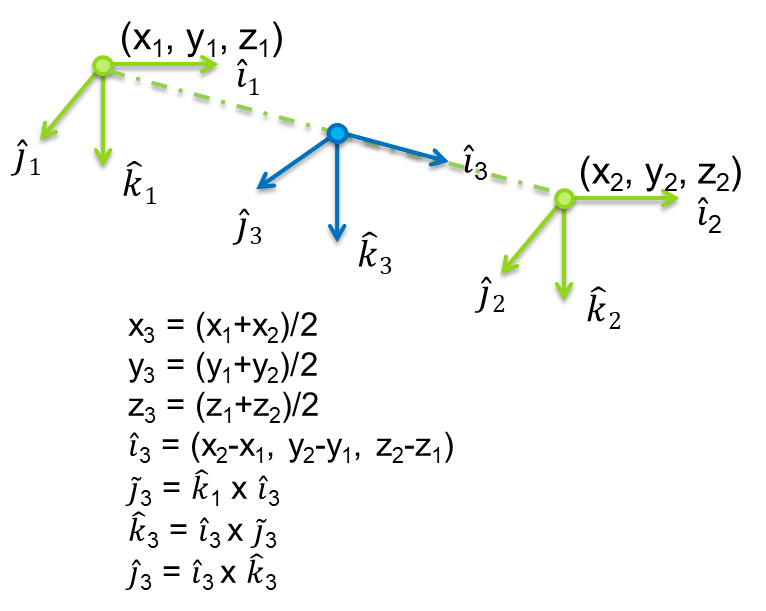 (x₁, y₁, z₁)
î₁
ĵ₁
k̂₁
î₃
ĵ₃
k̂₃
(x₂, y₂, z₂)
î₂
ĵ₂
k̂₂
x₃ = (x₁+x₂)/2
y₃ = (y₁+y₂)/2
z₃ = (z₁+z₂)/2
î₃ = (x₂-x₁, y₂-y₁, z₂-z₁)
j̃₃ = k̂₁ x î₃
k̂₃ = î₃ x j̃₃
ĵ₃ = î₃ x k̂₃